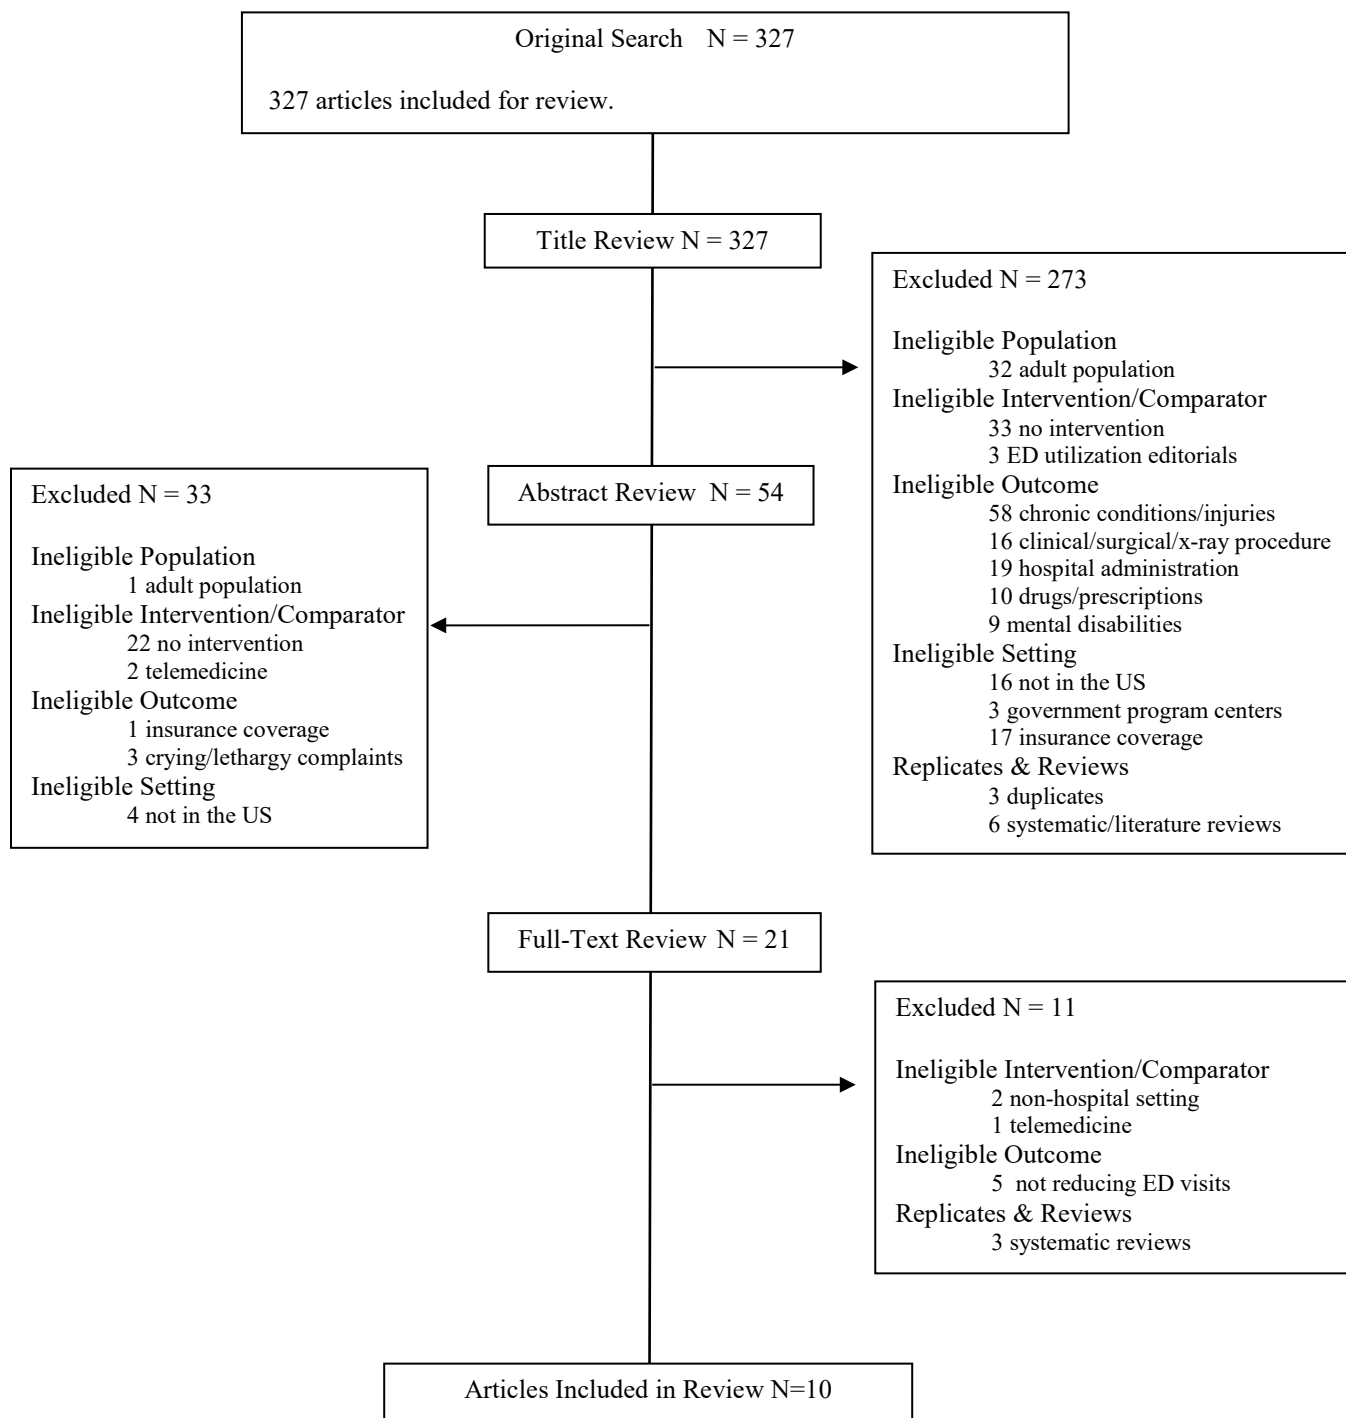 Original Search N = 327
327 articles included for review.
Title Review N = 327
Excluded N = 273
Ineligible Population
32 adult population
Ineligible Intervention/Comparator
33 no intervention
3 ED utilization editorials
Ineligible Outcome
58 chronic conditions/injuries
16 clinical/surgical/x-ray procedure
19 hospital administration
10 drugs/prescriptions
9 mental disabilities
Ineligible Setting
16 not in the US
3 government program centers
17 insurance coverage
Replicates & Reviews
3 duplicates
6 systematic/literature reviews
Abstract Review N = 54
Excluded N = 33
Ineligible Population
1 adult population
Ineligible Intervention/Comparator
22 no intervention
2 telemedicine
Ineligible Outcome
1 insurance coverage
3 crying/lethargy complaints
Ineligible Setting
4 not in the US
Full-Text Review N = 21
Excluded N = 11
Ineligible Intervention/Comparator
2 non-hospital setting
1 telemedicine
Ineligible Outcome
5 not reducing ED visits
Replicates & Reviews
3 systematic reviews
Articles Included in Review N=10